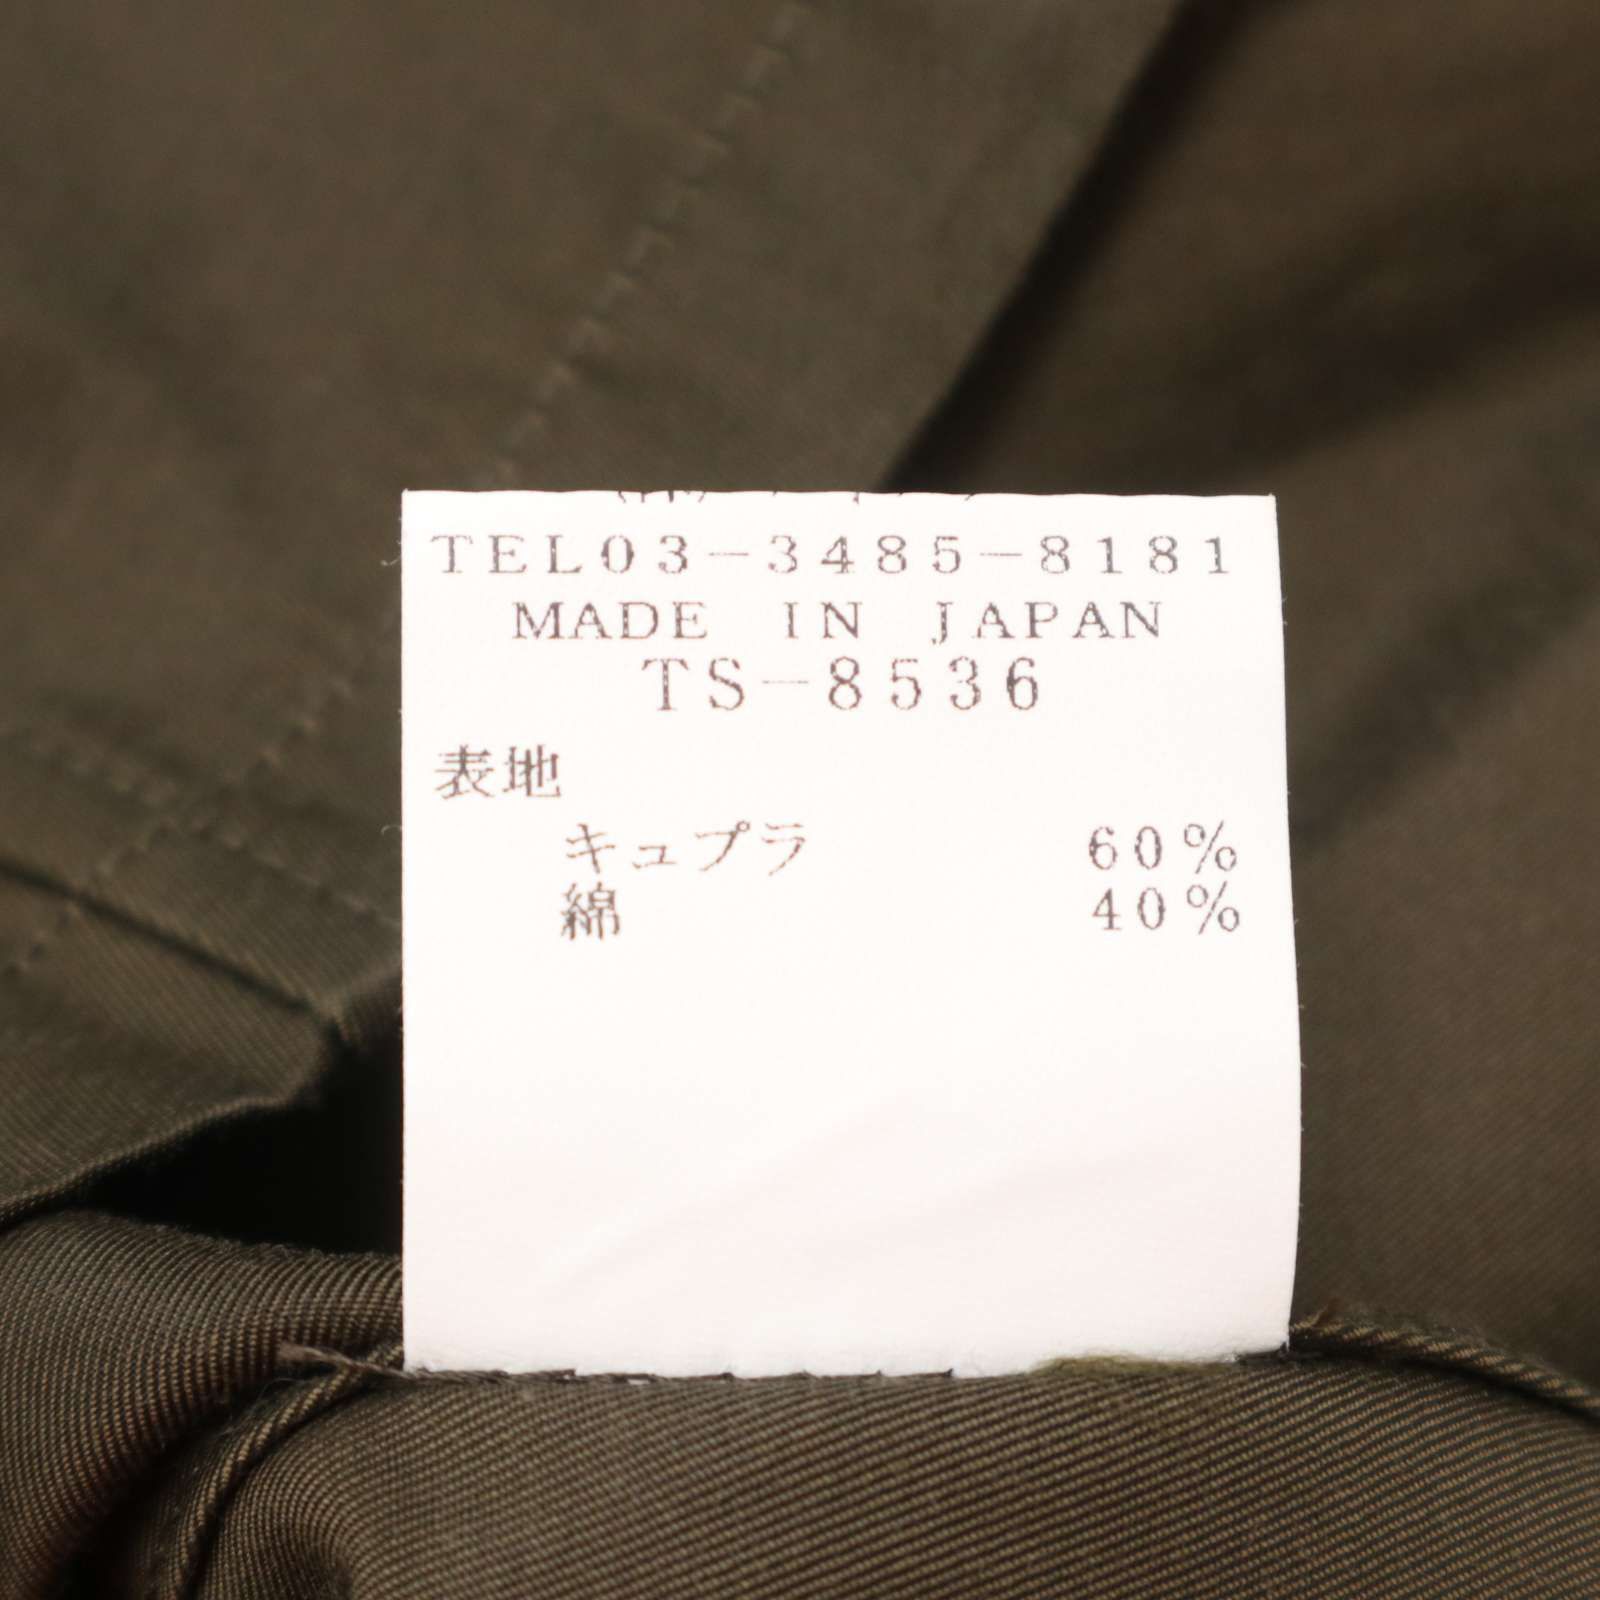 TEL03-3485-8181
MADE IN JAPAN
TS-8536
表地
キュプラ 60%
綿 40%